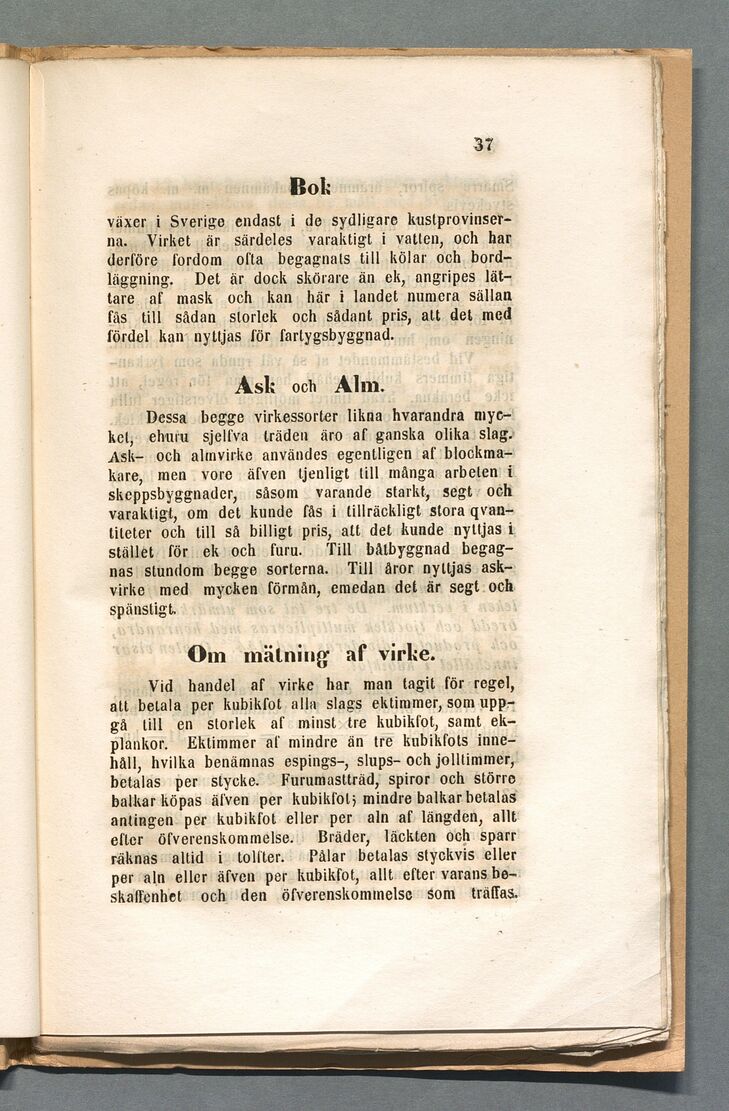 37
Bok
växer i Sverige endast i de sydligare kustprovinser-
na. Virket är särdeles varaktigt i vatten, och har
derföre fordom ofta begagnats till kölar och bord-
läggning. Det är dock skörare än ek, angripes lät-
tare af mask och kan här i landet numera sällan
fås till sådan storlek och sådant pris, att det med
fördel kan nyttjas för fartygsbyggnad.
Ask och Alm.
Dessa begge virkessorter likna hvarandra myc-
ket, ehuru sjelfva träden äro af ganska olika slag.
Ask- och almvirke användes egentligen af blockma-
kare, men vore äfven tjenligt till många arbeten i
skeppsbyggnader, såsom varande starkt, segt och
varaktigt, om det kunde fås i tillräckligt stora qvan-
titeter och till så billigt pris, att det kunde nyttjas i
stället för ek och furu. Till båtbyggnad begag-
nas stundom begge sorterna. Till åror nyttjas ask-
virke med mycken förmån, emedan det är segt och
spänstigt.
Om mätning af virke.
Vid handel af virke har man tagit för regel,
att betala per kubikfot alla slags ektimmer, som upp-
gå till en storlek af minst tre kubikfot, samt ek-
plankor. Ektimmer af mindre än tre kubikfots inne-
håll, hvilka benämnas espings-, slups- och jolltimmer,
betalas per stycke. Furumastträd, spiror och större
balkar köpas äfven per kubikfot; mindre balkar betalas
antingen per kubikfot eller per aln af längden, allt
efter öfverenskommelse. Bräder, läckten och sparr
räknas altid i tolfter. Pålar betalas styckvis eller
per aln eller äfven per kubikfot, allt efter varans be-
skaffenhet och den öfverenskommelse som träffas.